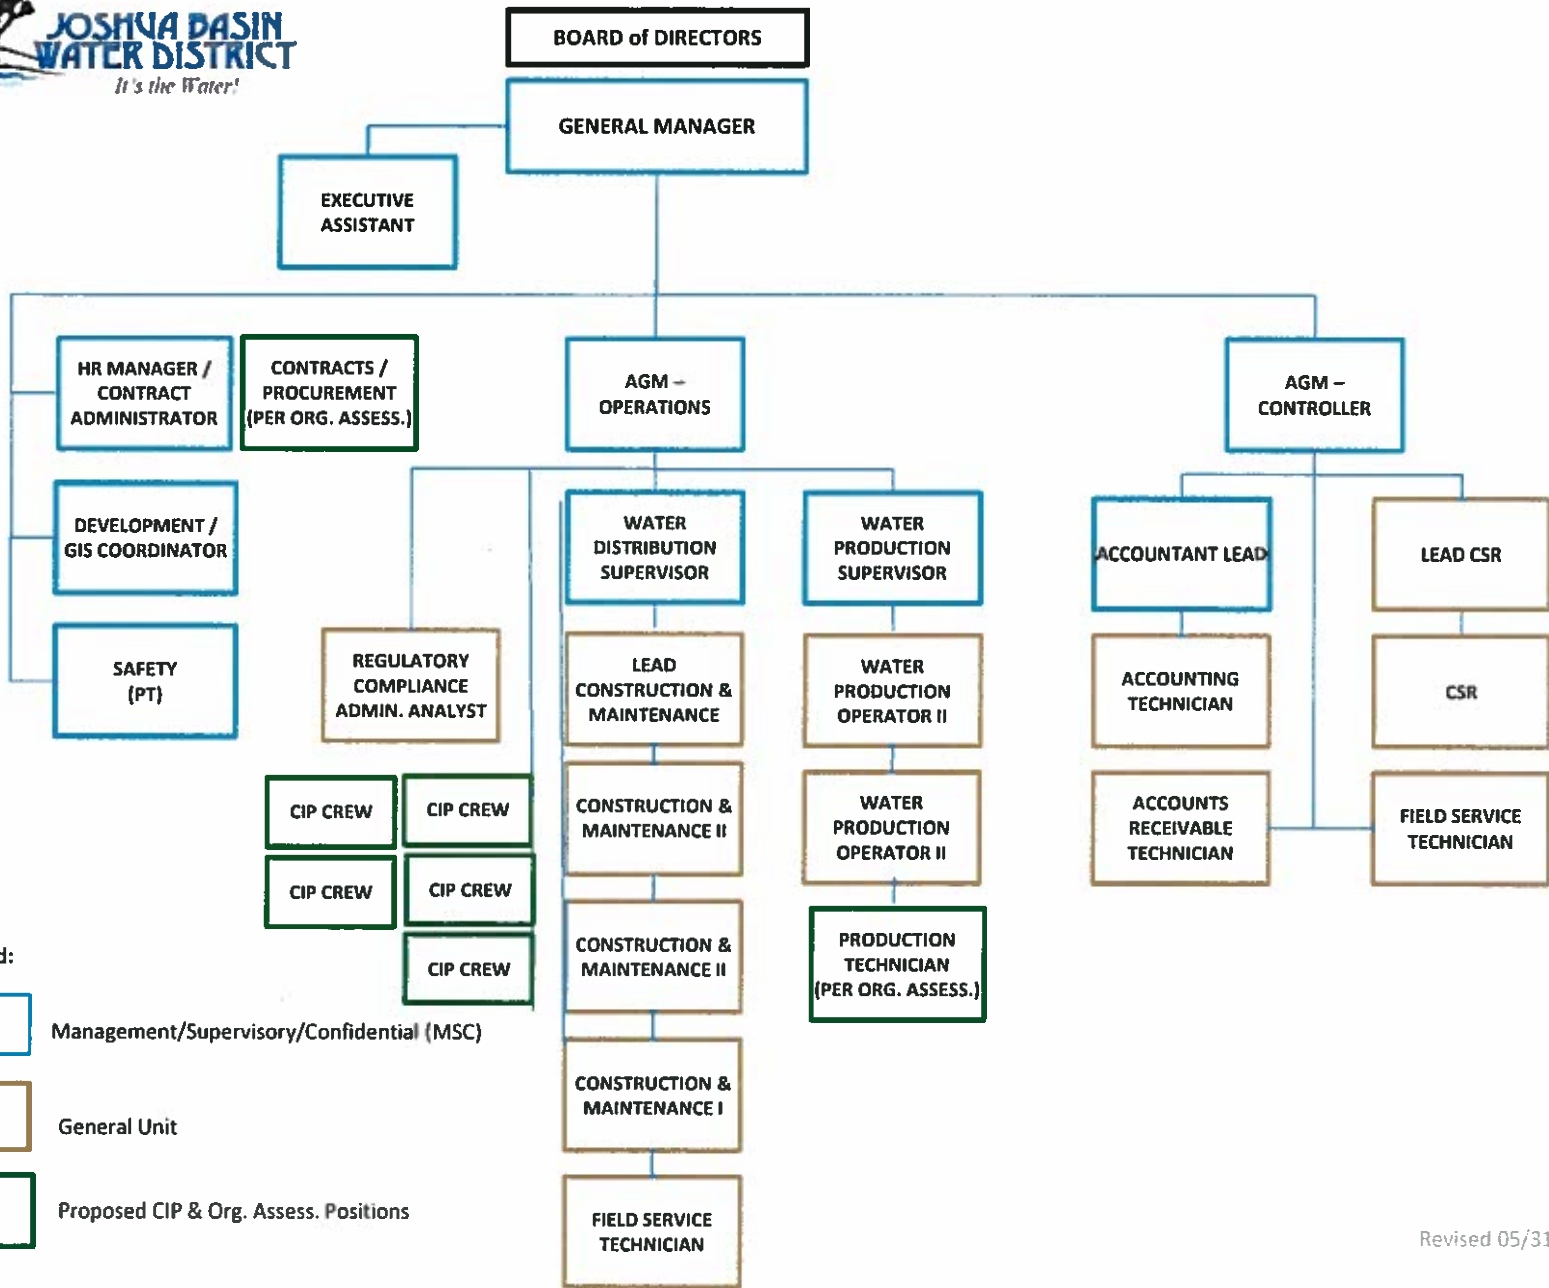 JOSHUA BASIN
WATER DISTRICT
It's the Water!
BOARD of DIRECTORS
GENERAL MANAGER
EXECUTIVE
ASSISTANT
HR MANAGER /
CONTRACT
ADMINISTRATOR
CONTRACTS /
PROCUREMENT
(PER ORG. ASSESS.)
AGM –
OPERATIONS
AGM –
CONTROLLER
DEVELOPMENT /
GIS COORDINATOR
WATER
DISTRIBUTION
SUPERVISOR
WATER
PRODUCTION
SUPERVISOR
ACCOUNTANT LEAD
LEAD CSR
SAFETY
(PT)
REGULATORY
COMPLIANCE
ADMIN. ANALYST
LEAD
CONSTRUCTION &
MAINTENANCE
WATER
PRODUCTION
OPERATOR II
ACCOUNTING
TECHNICIAN
CSR
CIP CREW
CIP CREW
CONSTRUCTION &
MAINTENANCE II
WATER
PRODUCTION
OPERATOR II
ACCOUNTS
RECEIVABLE
TECHNICIAN
FIELD SERVICE
TECHNICIAN
CIP CREW
CIP CREW
CIP CREW
CONSTRUCTION &
MAINTENANCE II
PRODUCTION
TECHNICIAN
(PER ORG. ASSESS.)
CONSTRUCTION &
MAINTENANCE I
FIELD SERVICE
TECHNICIAN
d:
Management/Supervisory/Confidential (MSC)
General Unit
Proposed CIP & Org. Assess. Positions
Revised 05/31